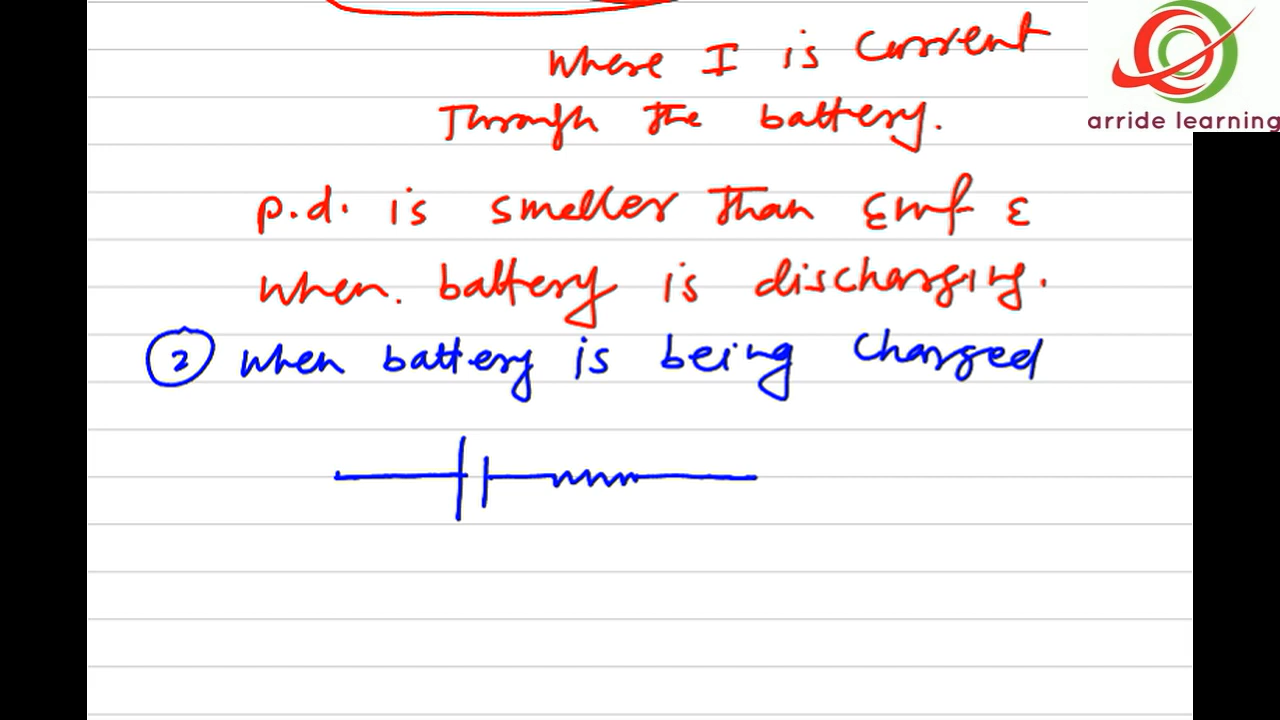 where I is current
arride learning
Through the battery.
p.d. is smaller than Emf ε
when. battery is discharging.
2 when battery is being charged